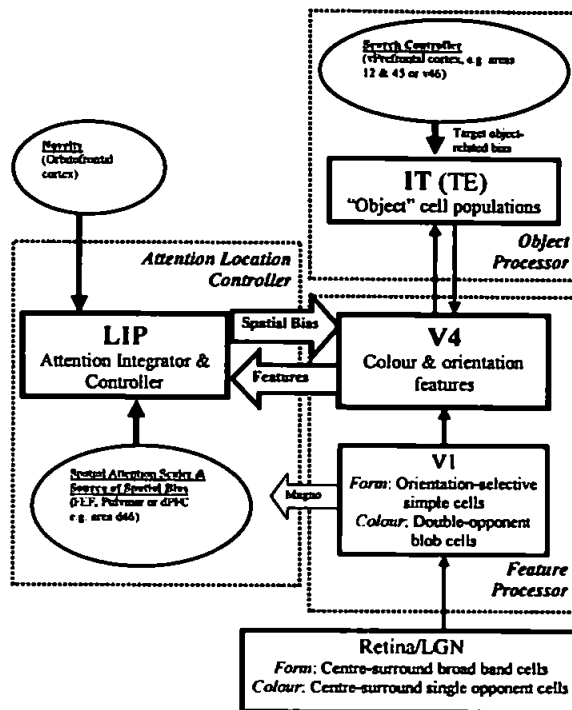 Search Controller
(vlPrefrontal cortex, e.g. areas
12 & 45 or v46)
Target object-
related bias
Novelty
(Orbitofrontal
cortex)
IT (TE)
"Object" cell populations
Object
Processor
Attention Location
Controller
LIP
Attention Integrator &
Controller
Spatial Bias
Features
V4
Colour & orientation
features
Spatial Attention Scaler &
Source of Spatial Bias
(FEF, Pulvinar or dPFC
e.g. area d46)
Magno
V1
Form: Orientation-selective
simple cells
Colour: Double-opponent
blob cells
Feature
Processor
Retina/LGN
Form: Centre-surround broad band cells
Colour: Centre-surround single opponent cells